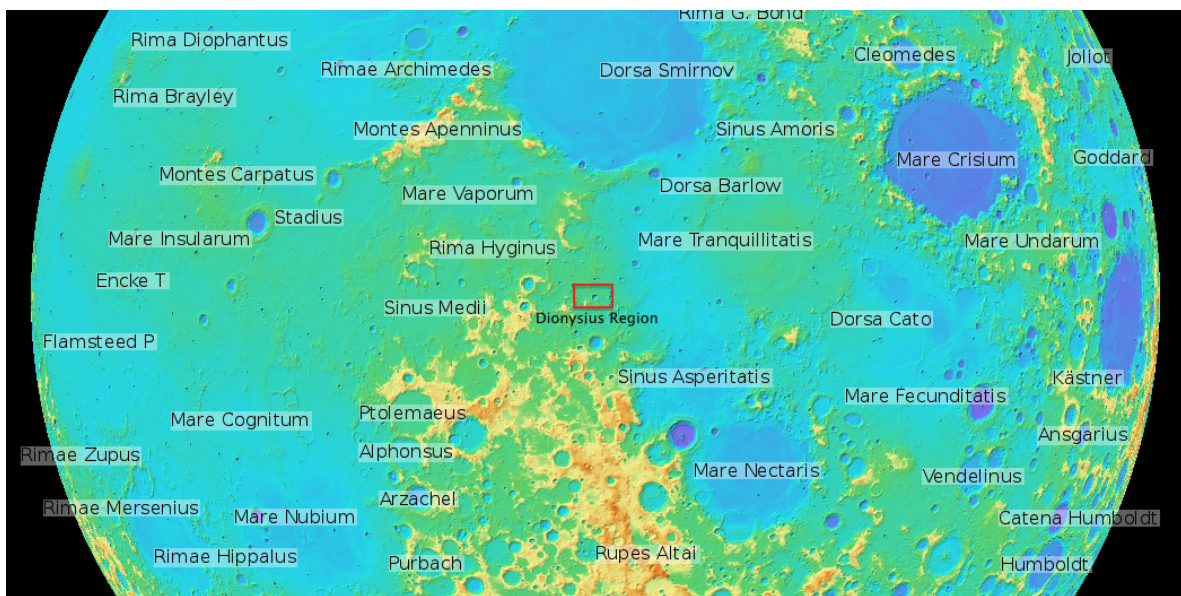 Rima G. Bond
Rima Diophantus
Cleomedes
Joliot
Rimae Archimedes
Dorsa Smirnov
Rima Brayley
Montes Apenninus
Sinus Amoris
Mare Crisium
Goddard
Montes Carpatus
Mare Vaporum
Dorsa Barlow
Stadius
Mare Insularum
Rima Hyginus
Mare Tranquillitatis
Mare Undarum
Encke T
Sinus Medii
Dionysius Region
Dorsa Cato
Flamsteed P
Sinus Asperitatis
Kästner
Mare Fecunditatis
Ptolemaeus
Mare Cognitum
Ansgarius
Alphonsus
Rimae Zupus
Mare Nectaris
Vendelinus
Arzachel
Rimae Mersenius
Mare Nubium
Catena Humboldt
Rimae Hippalus
Purbach
Rupes Altai
Humboldt